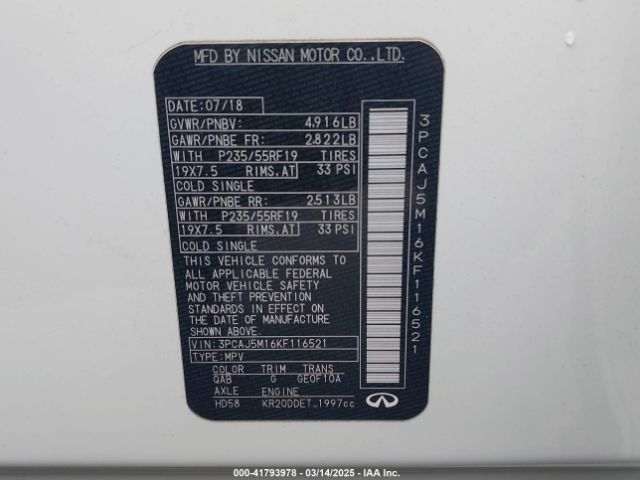 MFD BY NISSAN MOTOR CO.,LTD.
DATE:07/18
GVWR/PNBV: 4,916LB
GAWR/PNBE FR: 2,822LB
WITH P235/55RF19 TIRES
19X7.5 RIMS,AT 33 PSI
COLD SINGLE
GAWR/PNBE RR: 2,513LB
WITH P235/55RF19 TIRES
19X7.5 RIMS,AT 33 PSI
COLD SINGLE
THIS VEHICLE CONFORMS TO
ALL APPLICABLE FEDERAL
MOTOR VEHICLE SAFETY
AND THEFT PREVENTION
STANDARDS IN EFFECT ON
THE DATE OF MANUFACTURE
SHOWN ABOVE.
VIN: 3PCAJ5M16KF116521
TYPE: MPV
COLOR TRIM TRANS
QAB G GE0F10A
AXLE ENGINE
HD58 KR20DDET_1997cc
3PCAJ5M16KF116521
000-41793978 - 03/14/2025 - IAA Inc.